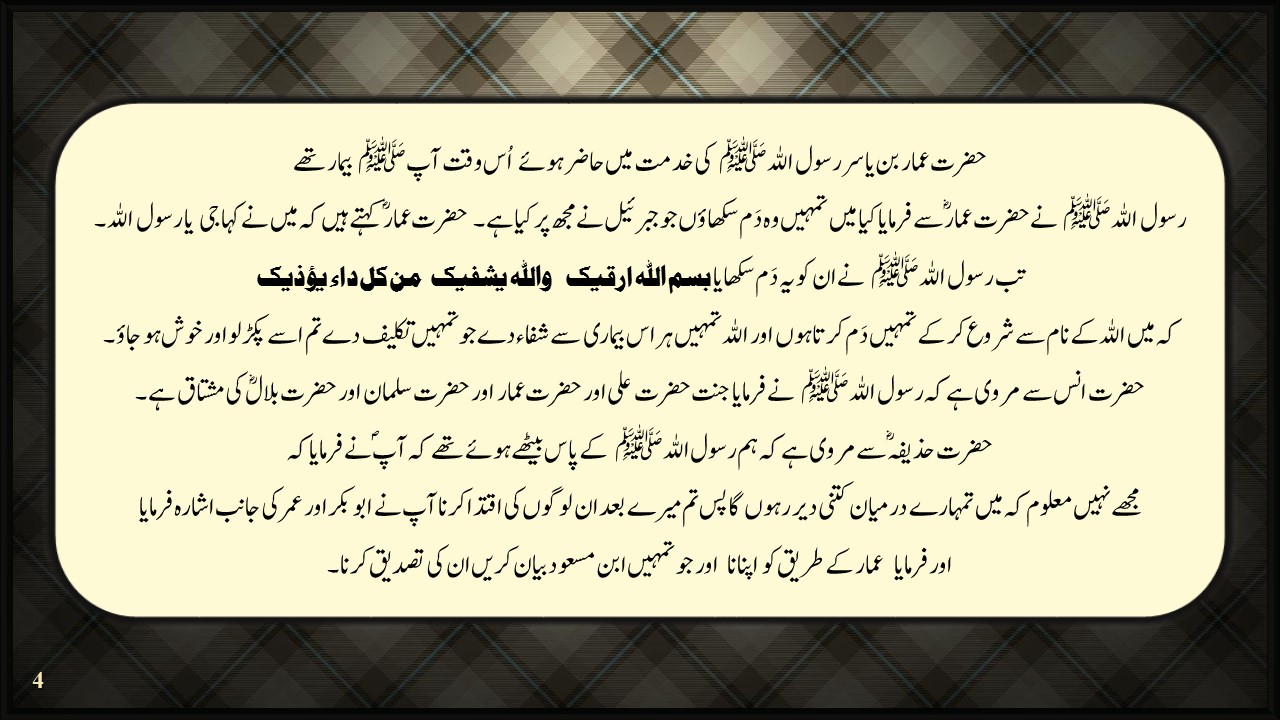 حضرت عمار بن یاسر رسول اللہ ﷺ کی خدمت میں حاضر ہوئے اُس وقت آپ ﷺ بیمار تھے
رسول اللہ ﷺ نے حضرت عمارؓ سے فرمایا کیا میں تمہیں وہ دَم سکھاؤں جو جبرئیل نے مجھ پر کیا ہے۔ حضرت عمارؓ کہتے ہیں کہ میں نے کہا جی یا رسول اللہ۔
تب رسول اللہ ﷺ نے ان کو یہ دَم سکھایا بسم اللہ ارقیک واللہ یشفیک من کل داء یؤذیک
کہ میں اللہ کے نام سے شروع کر کے تمہیں دَم کرتا ہوں اور اللہ تمہیں ہر اس بیماری سے شفاء دے جو تمہیں تکلیف دے تم اسے پکڑ لو اور خوش ہو جاؤ۔
حضرت انس سے مروی ہے کہ رسول اللہ ﷺ نے فرمایا جنت حضرت علی اور حضرت عمار اور حضرت سلمان اور حضرت بلالؓ کی مشتاق ہے۔
حضرت حذیفہؓ سے مروی ہے کہ ہم رسول اللہ ﷺ کے پاس بیٹھے ہوئے تھے کہ آپؐ نے فرمایا کہ
مجھے نہیں معلوم کہ میں تمہارے درمیان کتنی دیر رہوں گا پس تم میرے بعد ان لوگوں کی اقتدا کرنا آپ نے ابو بکر اور عمر کی جانب اشارہ فرمایا
اور فرمایا عمار کے طریق کو اپنانا اور جو تمہیں ابن مسعود بیان کریں ان کی تصدیق کرنا۔
4